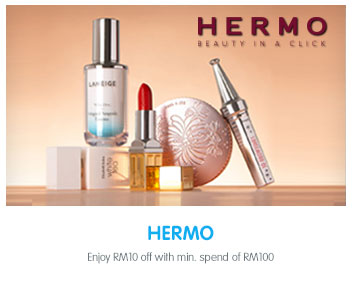 HERMO
BEAUTY IN A CLICK
LANEIGE
HERMO
Enjoy RM10 off with min. spend of RM100